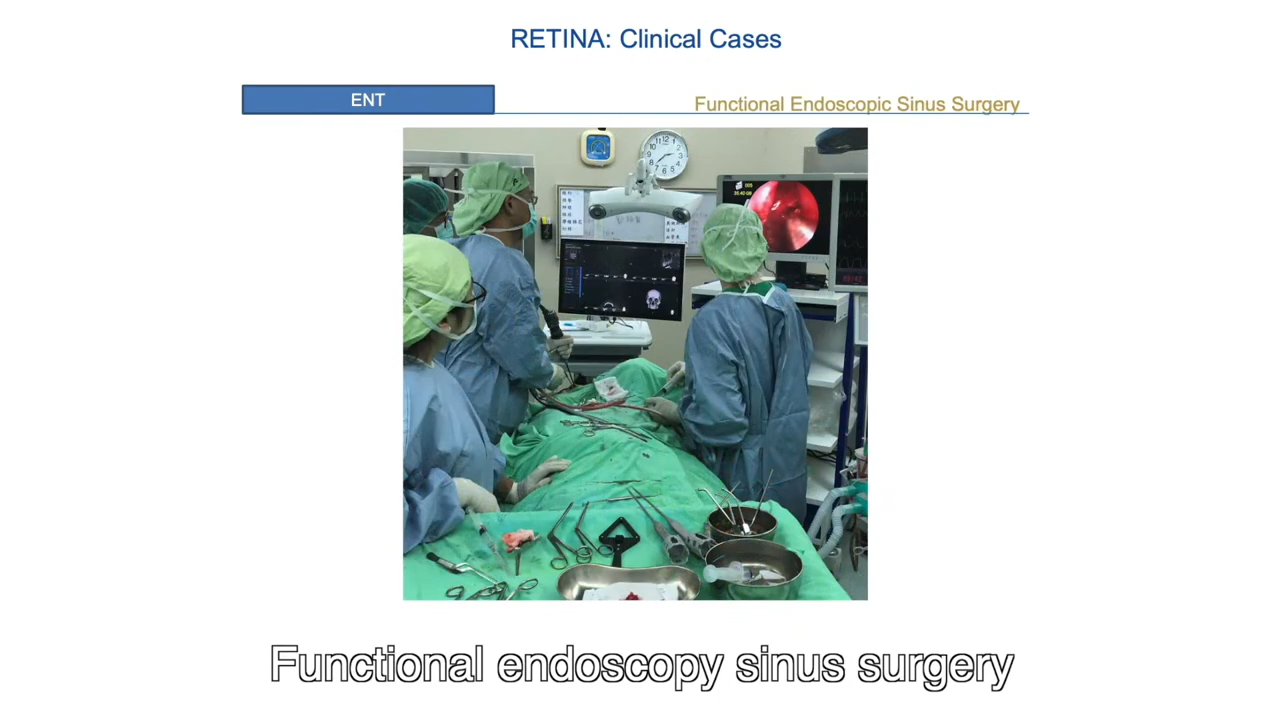 RETINA: Clinical Cases
ENT
Functional Endoscopic Sinus Surgery
Functional endoscopy sinus surgery